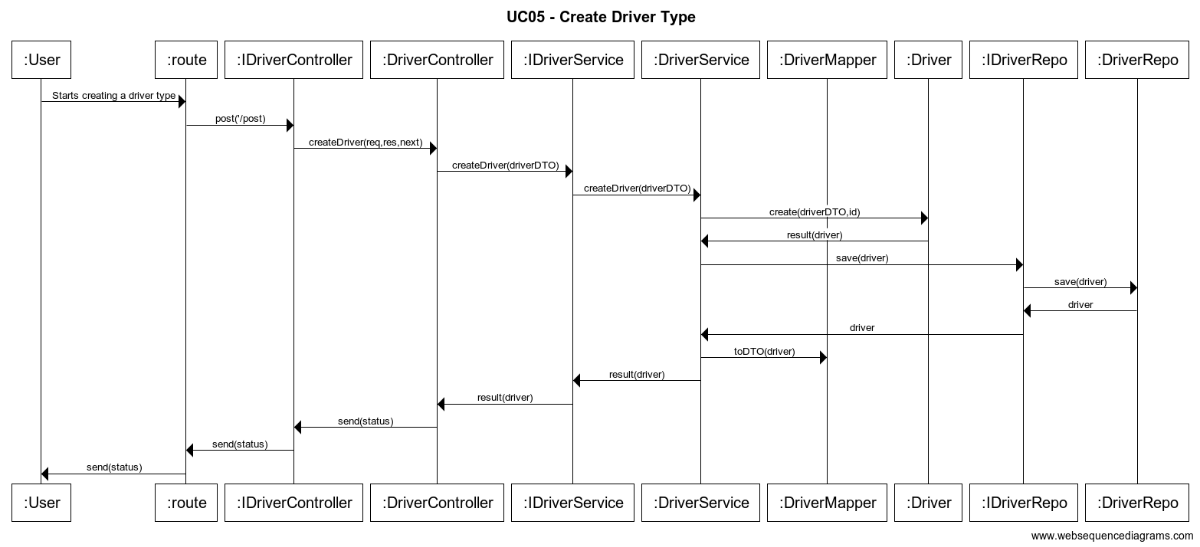 UC05 - Create Driver Type
:User :route :IDriverController :DriverController :IDriverService :DriverService :DriverMapper :Driver :IDriverRepo :DriverRepo
Starts creating a driver type
post('/post)
createDriver(req,res,next)
createDriver(driverDTO)
createDriver(driverDTO)
create(driverDTO,id)
result(driver)
save(driver)
save(driver)
driver
driver
toDTO(driver)
result(driver)
result(driver)
send(status)
send(status)
send(status)
:User :route :IDriverController :DriverController :IDriverService :DriverService :DriverMapper :Driver :IDriverRepo :DriverRepo
www.websequencediagrams.com